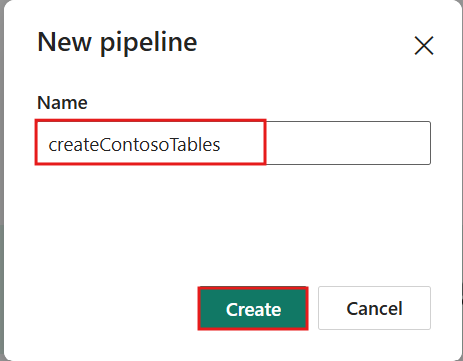 New pipeline
Name
createContosoTables
Create
Cancel